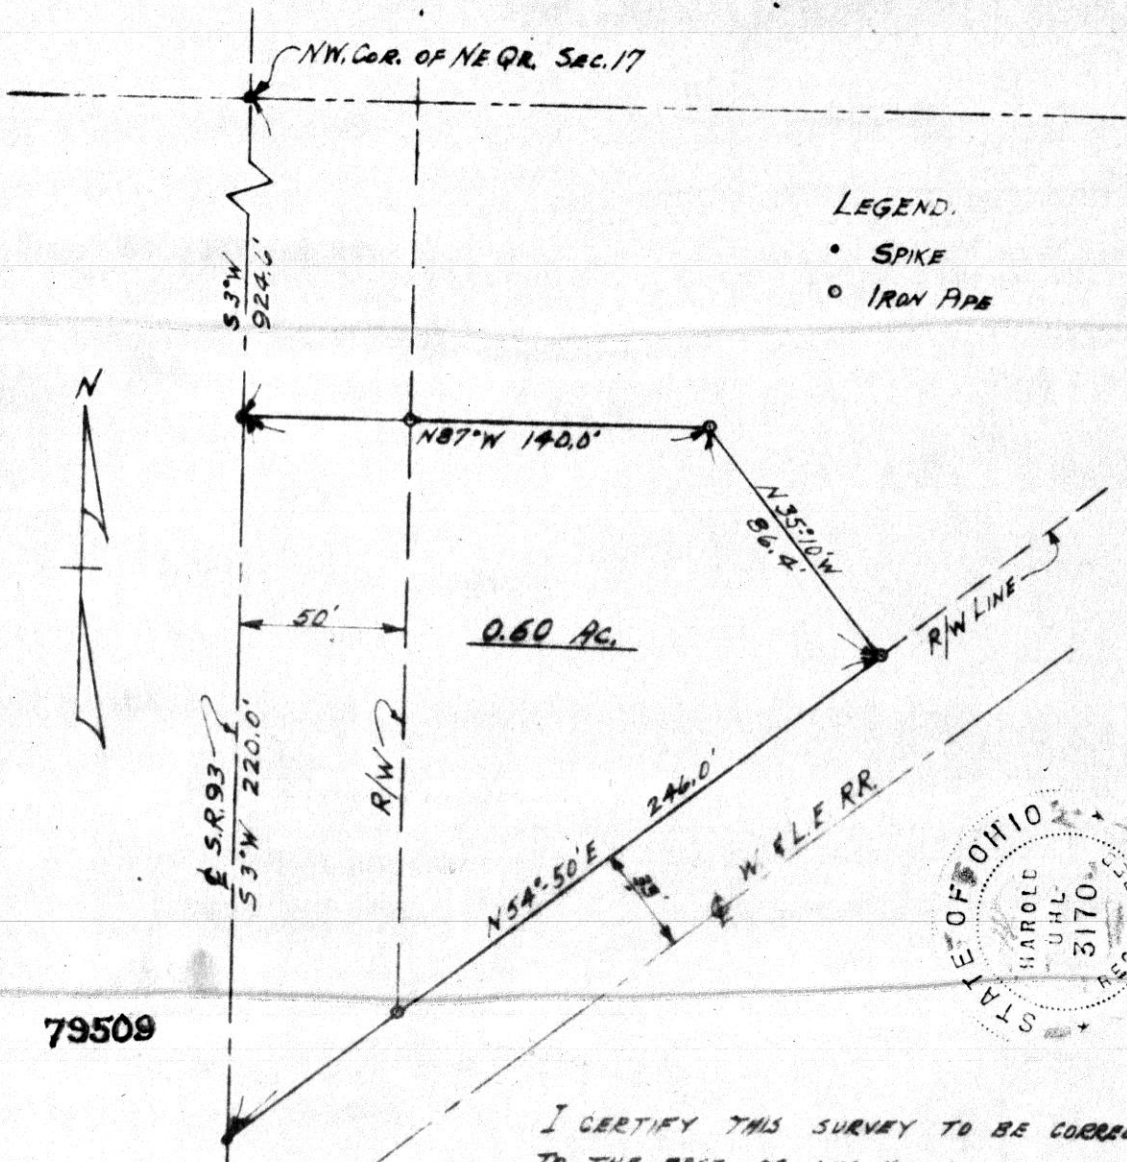 NW. COR. OF NE QR. SEC. 17
S 3°W
924.6'
LEGEND.
• SPIKE
○ IRON PIPE
N
N87°W 140.0'
N35°-10'W
86.4'
R/W LINE
50'
0.60 AC.
℄ S.R. 93
S 3°W 220.0'
R/W
246.0'
N54°-50'E
℄ W. & L.E. RR.
STATE OF OHIO
HAROLD
UHL
3170
79509
I CERTIFY THIS SURVEY TO BE CORRE